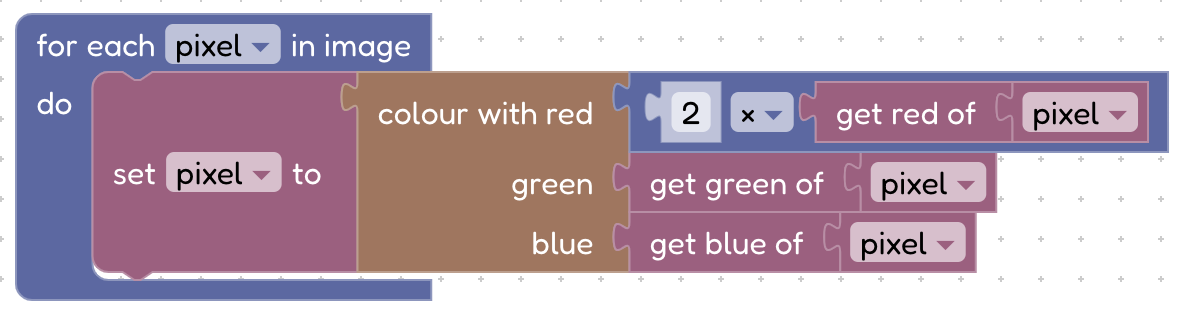 for each pixel in image
do
colour with red 2 × get red of pixel
set pixel to
green get green of pixel
blue get blue of pixel